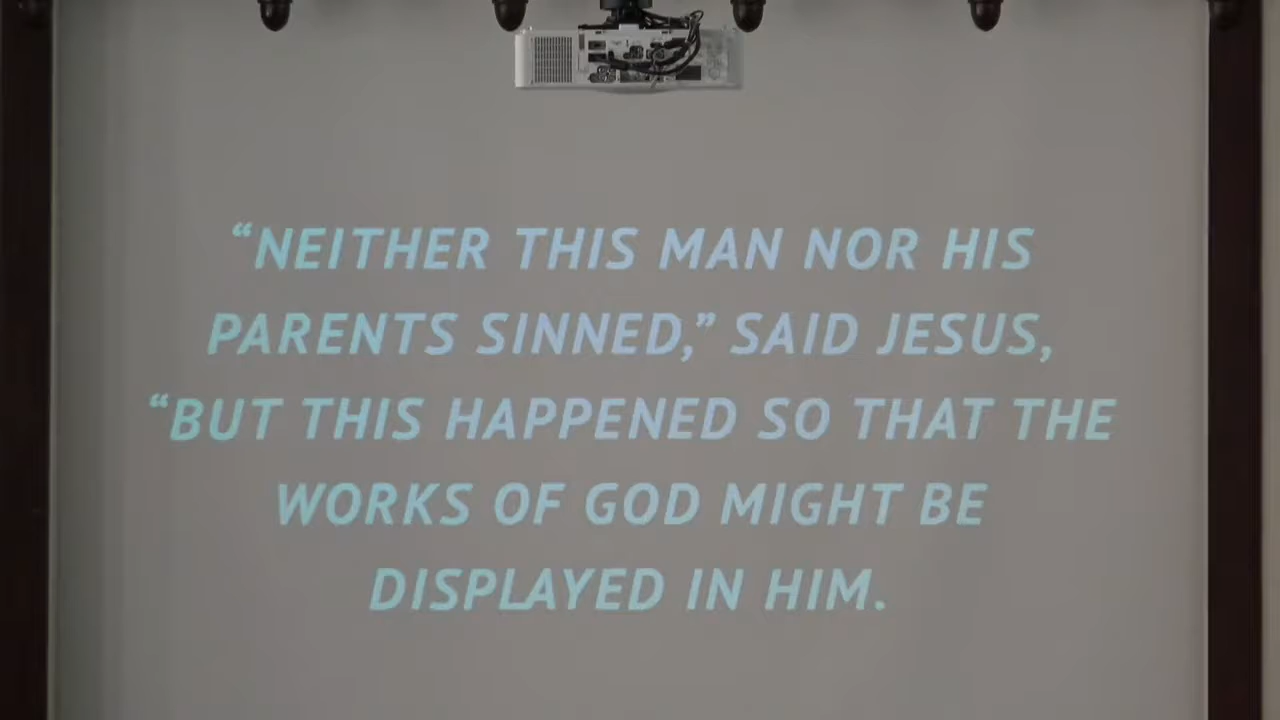 “NEITHER THIS MAN NOR HIS
PARENTS SINNED,” SAID JESUS,
“BUT THIS HAPPENED SO THAT THE
WORKS OF GOD MIGHT BE
DISPLAYED IN HIM.